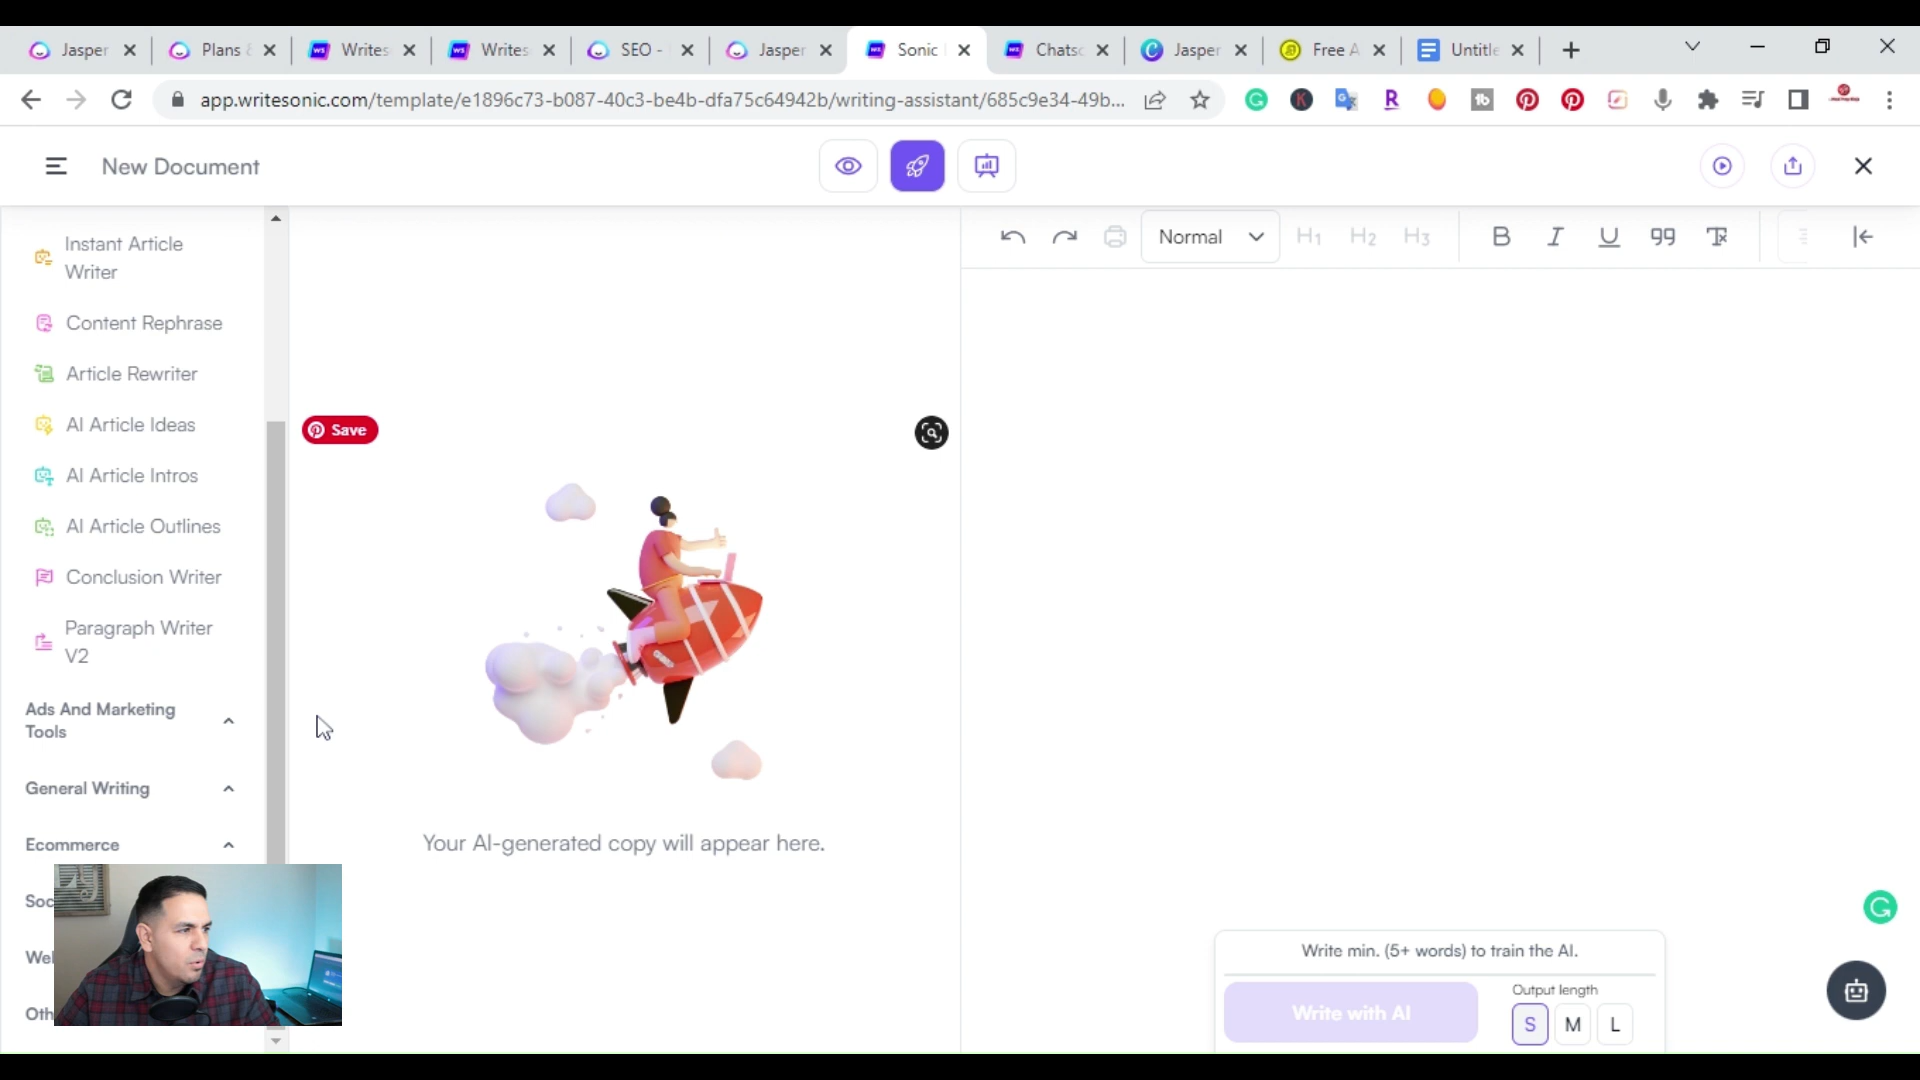 Jasper
Plans
Writes
Writes
SEO -
Jasper
Sonic
Chatsc
Jasper
Free A
Untitle
app.writesonic.com/template/e1896c73-b087-40c3-be4b-dfa75c64942b/writing-assistant/685c9e34-49b...
New Document
Normal
H1 H2 H3
B I U
Instant Article
Writer
Content Rephrase
Article Rewriter
AI Article Ideas
AI Article Intros
AI Article Outlines
Conclusion Writer
Paragraph Writer
V2
Ads And Marketing
Tools
General Writing
Ecommerce
Soc
Wel
Oth
Save
Your AI-generated copy will appear here.
Write min. (5+ words) to train the AI.
Write with AI
Output length
S M L